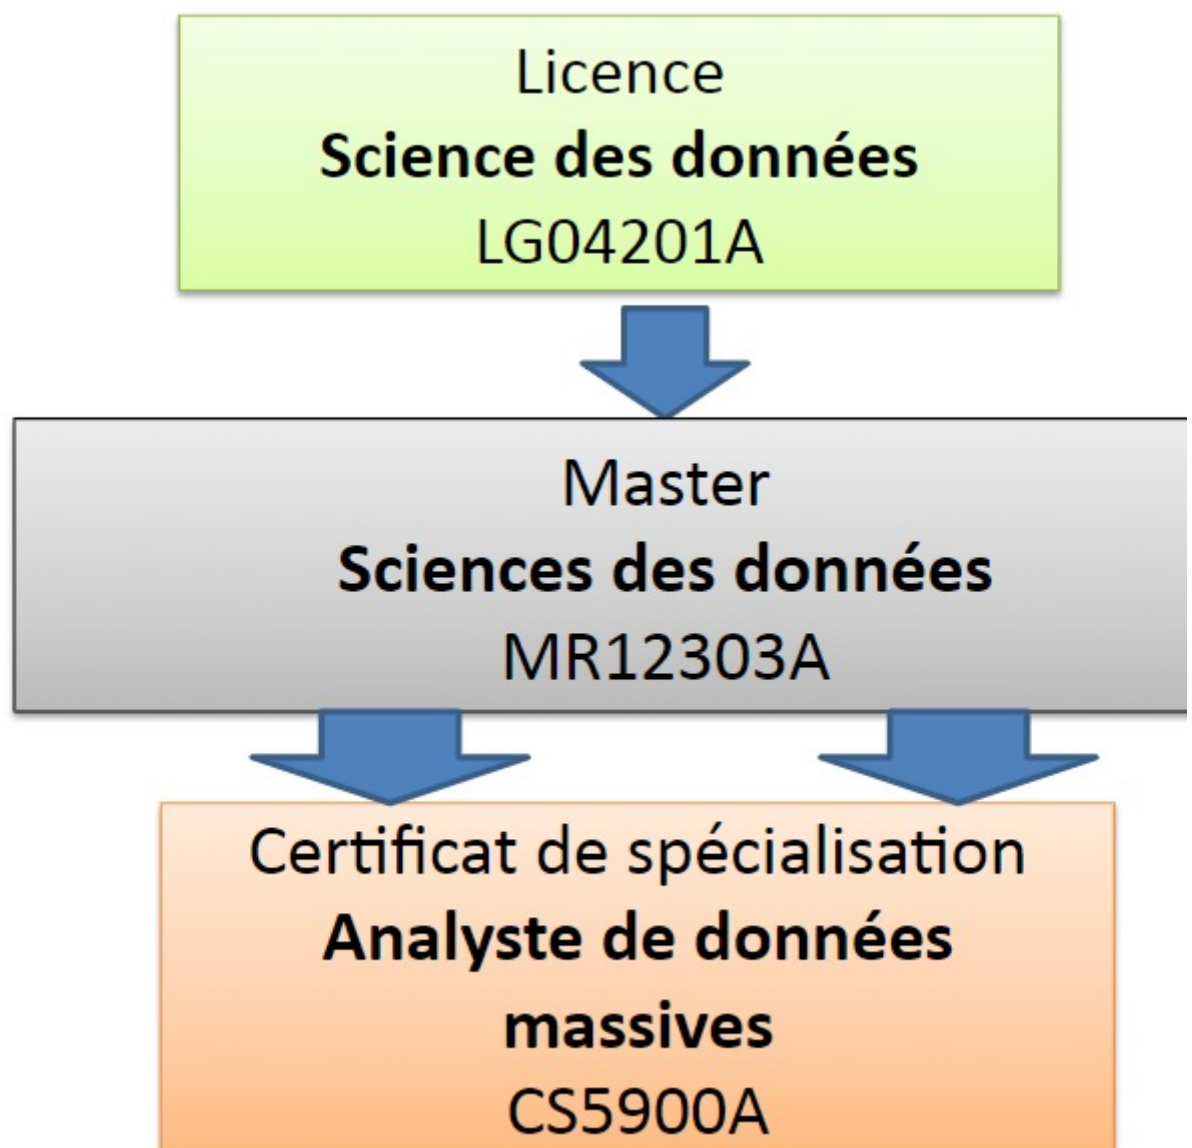 Licence
Science des données
LG04201A
Master
Sciences des données
MR12303A
Certificat de spécialisation
Analyste de données
massives
CS5900A